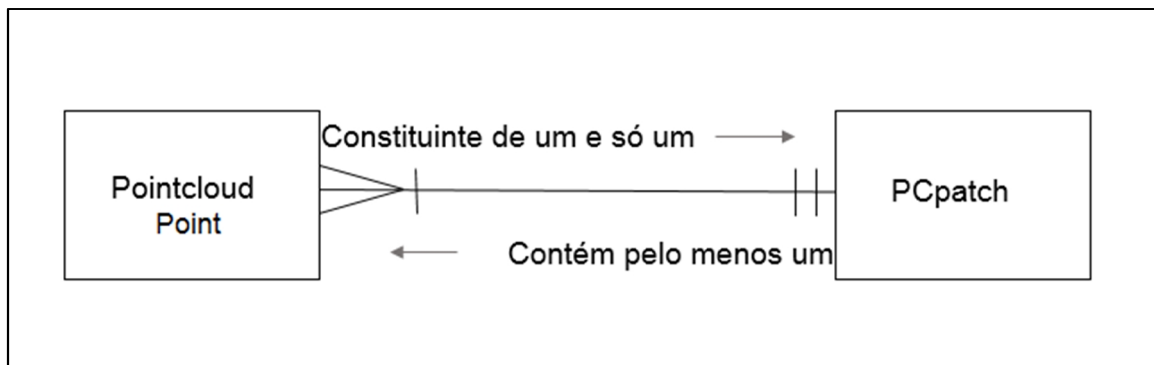 Constituinte de um e só um
Pointcloud
Point
PCpatch
Contém pelo menos um